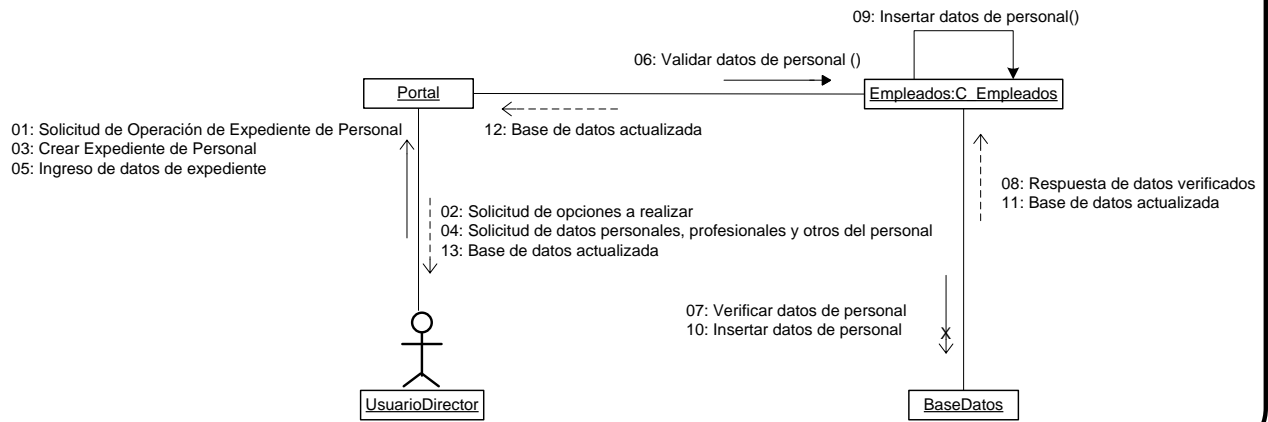 09: Insertar datos de personal()
06: Validar datos de personal ()
Portal
Empleados:C_Empleados
12: Base de datos actualizada
01: Solicitud de Operación de Expediente de Personal
03: Crear Expediente de Personal
05: Ingreso de datos de expediente
08: Respuesta de datos verificados
11: Base de datos actualizada
02: Solicitud de opciones a realizar
04: Solicitud de datos personales, profesionales y otros del personal
13: Base de datos actualizada
07: Verificar datos de personal
10: Insertar datos de personal
UsuarioDirector
BaseDatos